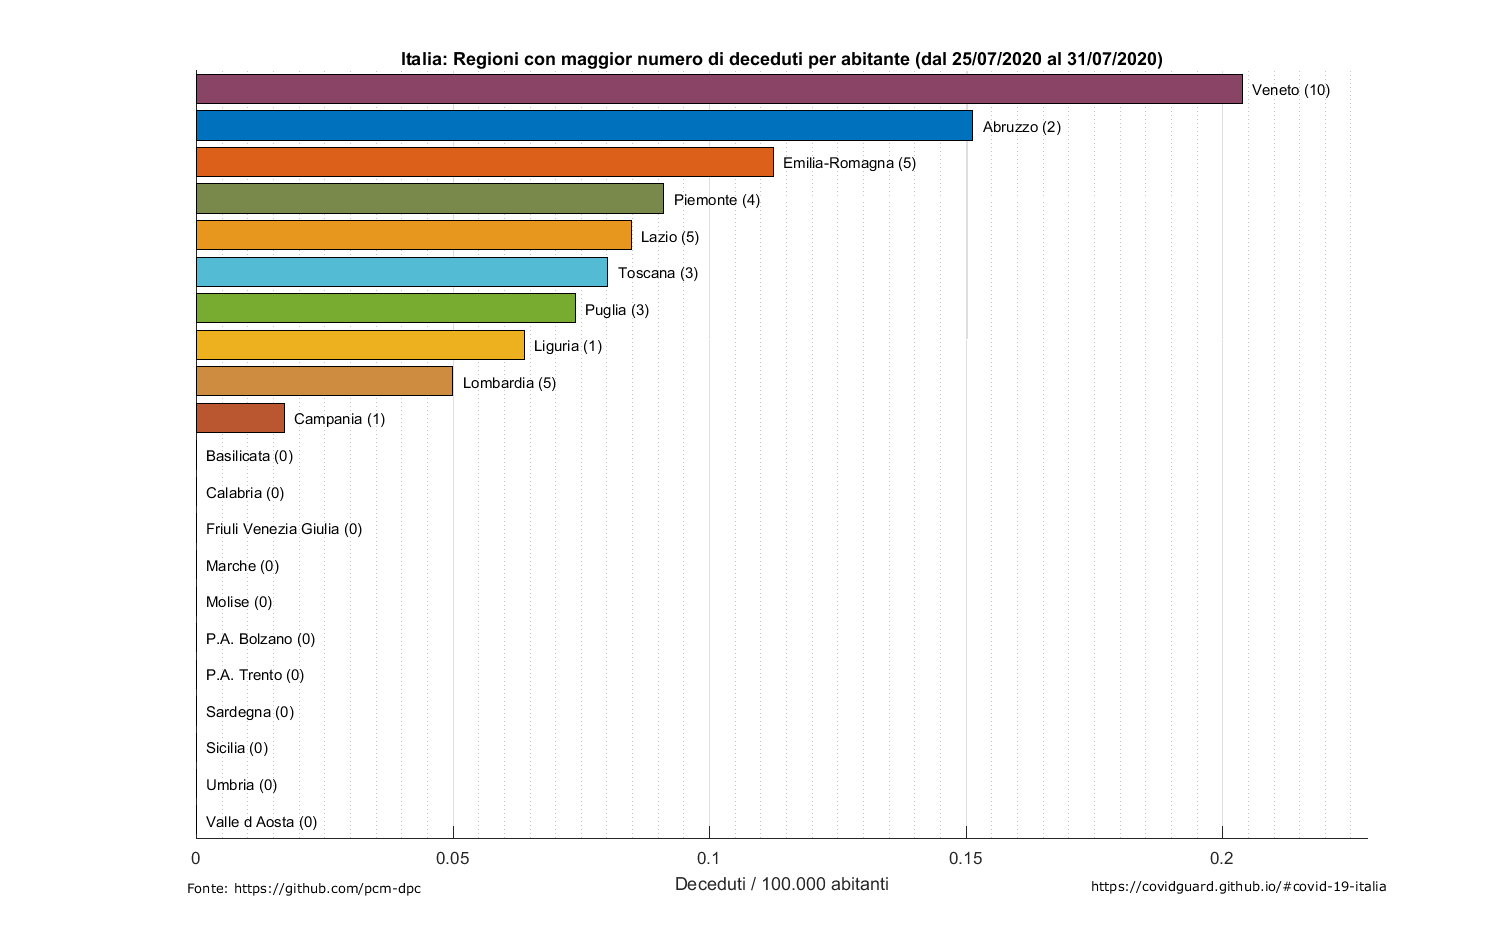 Italia: Regioni con maggior numero di deceduti per abitante (dal 25/07/2020 al 31/07/2020)
Veneto (10)
Abruzzo (2)
Emilia-Romagna (5)
Piemonte (4)
Lazio (5)
Toscana (3)
Puglia (3)
Liguria (1)
Lombardia (5)
Campania (1)
Basilicata (0)
Calabria (0)
Friuli Venezia Giulia (0)
Marche (0)
Molise (0)
P.A. Bolzano (0)
P.A. Trento (0)
Sardegna (0)
Sicilia (0)
Umbria (0)
Valle d Aosta (0)
0 0.05 0.1 0.15 0.2
Deceduti / 100.000 abitanti
Fonte: https://github.com/pcm-dpc
https://covidguard.github.io/#covid-19-italia